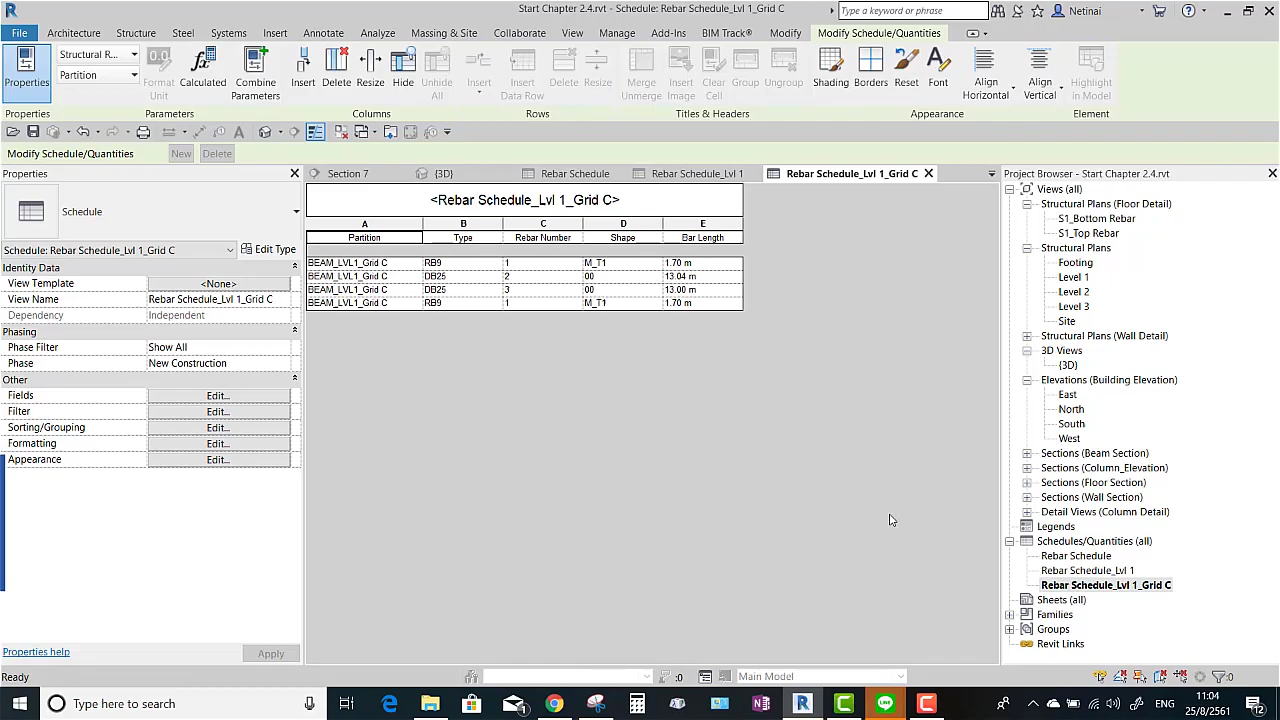 Start Chapter 2.4.rvt - Schedule: Rebar Schedule_Lvl 1_Grid C
Type a keyword or phrase
Netinai
File Architecture Structure Steel Systems Insert Annotate Analyze Massing & Site Collaborate View Manage Add-Ins BIM Track® Modify Modify Schedule/Quantities
Structural R...
Partition
Properties
Format Unit
Calculated
Combine Parameters
Insert
Delete
Resize
Hide
Unhide All
Insert
Insert Data Row
Delete
Resize
Merge Unmerge
Insert Image
Clear Cell
Group
Ungroup
Shading
Borders
Reset
Font
Align Horizontal
Align Vertical
Highlight in Model
Properties Parameters Columns Rows Titles & Headers Appearance Element
Modify Schedule/Quantities New Delete
Properties
Schedule
Schedule: Rebar Schedule_Lvl 1_Grid C Edit Type
Identity Data
View Template <None>
View Name Rebar Schedule_Lvl 1_Grid C
Dependency Independent
Phasing
Phase Filter Show All
Phase New Construction
Other
Fields Edit...
Filter Edit...
Sorting/Grouping Edit...
Formatting Edit...
Appearance Edit...
Properties help Apply
Section 7 {3D} Rebar Schedule Rebar Schedule_Lvl 1 Rebar Schedule_Lvl 1_Grid C
<Rebar Schedule_Lvl 1_Grid C>
A B C D E
Partition Type Rebar Number Shape Bar Length
BEAM_LVL1_Grid C RB9 1 M_T1 1.70 m
BEAM_LVL1_Grid C DB25 2 00 13.04 m
BEAM_LVL1_Grid C DB25 3 00 13.00 m
BEAM_LVL1_Grid C RB9 1 M_T1 1.70 m
Project Browser - Start Chapter 2.4.rvt
Views (all)
Structural Plans (Floor Detail)
S1_Bottom Rebar
S1_Top Rebar
Structural Plans
Footing
Level 1
Level 2
Level 3
Site
Structural Plans (Wall Detail)
3D Views
{3D}
Elevations (Building Elevation)
East
North
South
West
Sections (Beam Section)
Sections (Column_Elevation)
Sections (Floor Section)
Sections (Wall Section)
Detail Views (Column Detail)
Legends
Schedules/Quantities (all)
Rebar Schedule
Rebar Schedule_Lvl 1
Rebar Schedule_Lvl 1_Grid C
Sheets (all)
Families
Groups
Revit Links
Ready :0 Main Model :0
Type here to search
11:04
25/8/2561